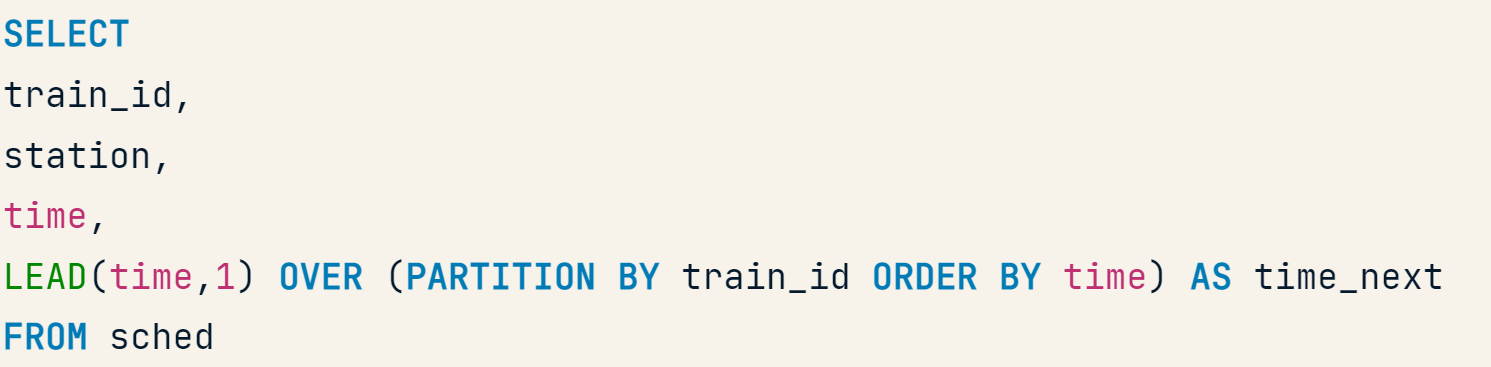 SELECT
train_id,
station,
time,
LEAD(time,1) OVER (PARTITION BY train_id ORDER BY time) AS time_next
FROM sched